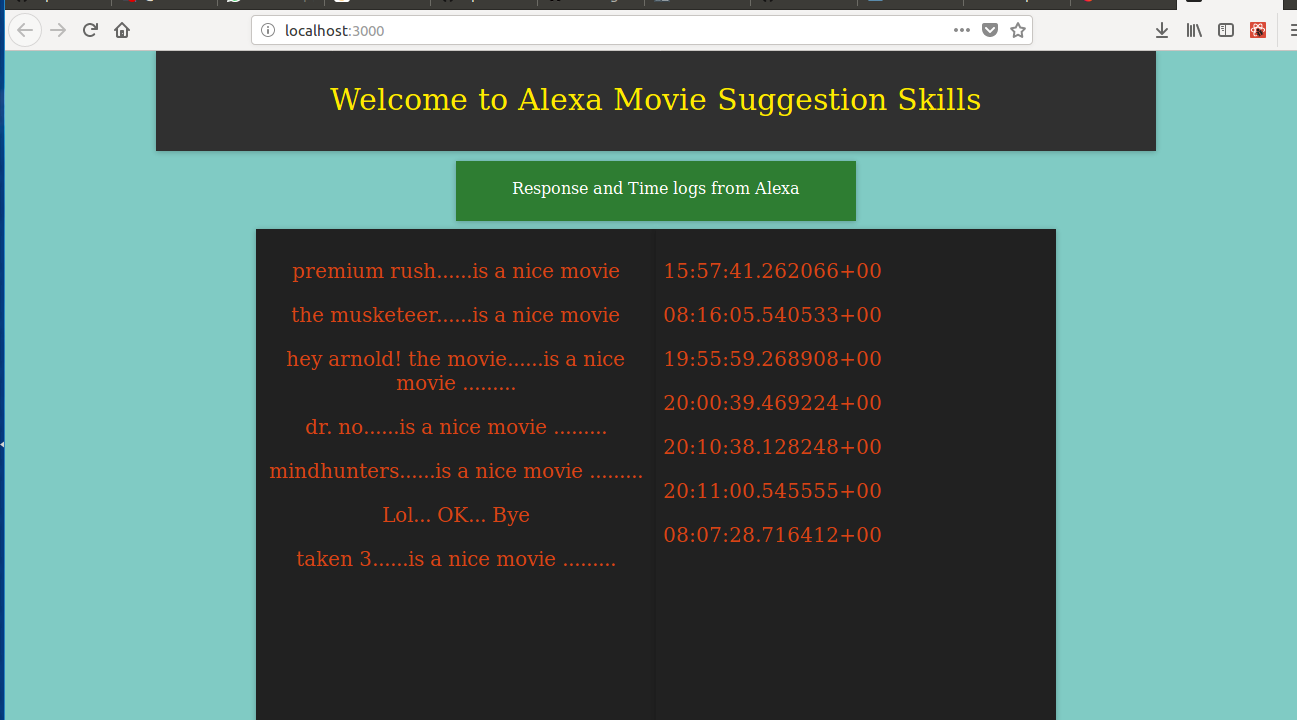 localhost:3000
Welcome to Alexa Movie Suggestion Skills
Response and Time logs from Alexa
premium rush......is a nice movie
the musketeer......is a nice movie
hey arnold! the movie......is a nice
movie .........
dr. no......is a nice movie .........
mindhunters......is a nice movie .........
Lol... OK... Bye
taken 3......is a nice movie .........
15:57:41.262066+00
08:16:05.540533+00
19:55:59.268908+00
20:00:39.469224+00
20:10:38.128248+00
20:11:00.545555+00
08:07:28.716412+00